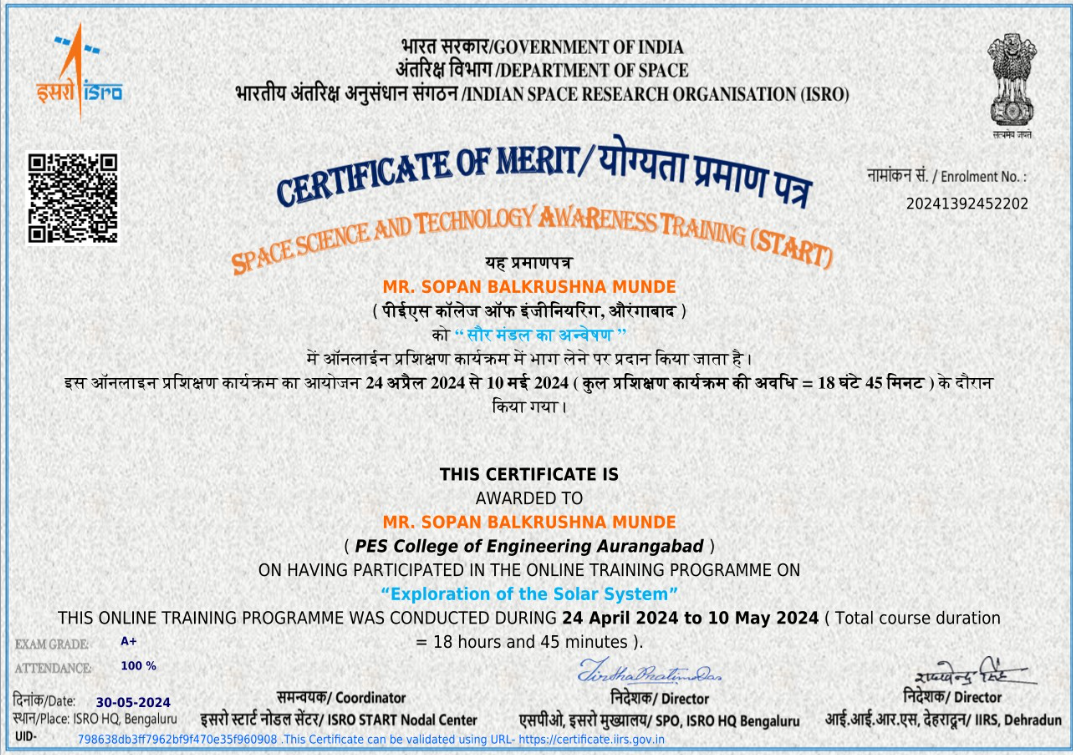 इसरो isro
भारत सरकार/GOVERNMENT OF INDIA
अंतरिक्ष विभाग /DEPARTMENT OF SPACE
भारतीय अंतरिक्ष अनुसंधान संगठन /INDIAN SPACE RESEARCH ORGANISATION (ISRO)
सत्यमेव जयते
CERTIFICATE OF MERIT/ योग्यता प्रमाण पत्र
नामांकन सं. / Enrolment No. :
20241392452202
SPACE SCIENCE AND TECHNOLOGY AWARENESS TRAINING (START)
यह प्रमाणपत्र
MR. SOPAN BALKRUSHNA MUNDE
( पीईएस कॉलेज ऑफ इंजीनियरिंग, औरंगाबाद )
को “ सौर मंडल का अन्वेषण ”
में ऑनलाईन प्रशिक्षण कार्यक्रम में भाग लेने पर प्रदान किया जाता है।
इस ऑनलाइन प्रशिक्षण कार्यक्रम का आयोजन 24 अप्रैल 2024 से 10 मई 2024 ( कुल प्रशिक्षण कार्यक्रम की अवधि = 18 घंटे 45 मिनट ) के दौरान
किया गया।
THIS CERTIFICATE IS
AWARDED TO
MR. SOPAN BALKRUSHNA MUNDE
( PES College of Engineering Aurangabad )
ON HAVING PARTICIPATED IN THE ONLINE TRAINING PROGRAMME ON
“Exploration of the Solar System”
THIS ONLINE TRAINING PROGRAMME WAS CONDUCTED DURING 24 April 2024 to 10 May 2024 ( Total course duration
= 18 hours and 45 minutes ).
EXAM GRADE: A+
ATTENDANCE: 100 %
दिनांक/Date: 30-05-2024
स्थान/Place: ISRO HQ, Bengaluru
समन्वयक/ Coordinator
इसरो स्टार्ट नोडल सेंटर/ ISRO START Nodal Center
निदेशक/ Director
एसपीओ, इसरो मुख्यालय/ SPO, ISRO HQ Bengaluru
राघवेन्द्र सिंह
निदेशक/ Director
आई.आई.आर.एस, देहरादून/ IIRS, Dehradun
UID- 798638db3ff7962bf9f470e35f960908 .This Certificate can be validated using URL- https://certificate.iirs.gov.in